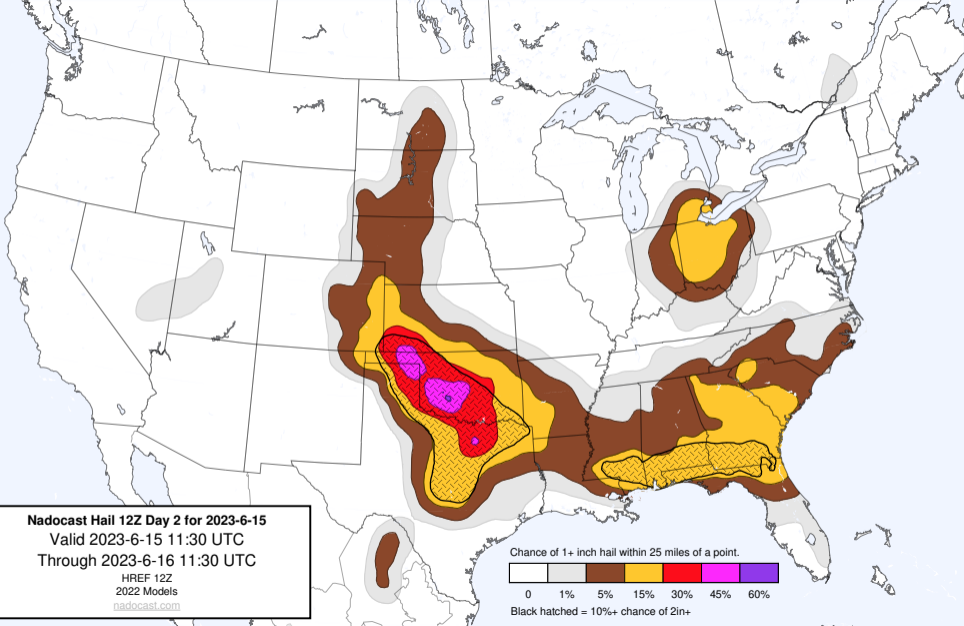 Nadocast Hail 12Z Day 2 for 2023-6-15
Valid 2023-6-15 11:30 UTC
Through 2023-6-16 11:30 UTC
HREF 12Z
2022 Models
nadocast.com
Chance of 1+ inch hail within 25 miles of a point.
0 1% 5% 15% 30% 45% 60%
Black hatched = 10%+ chance of 2in+